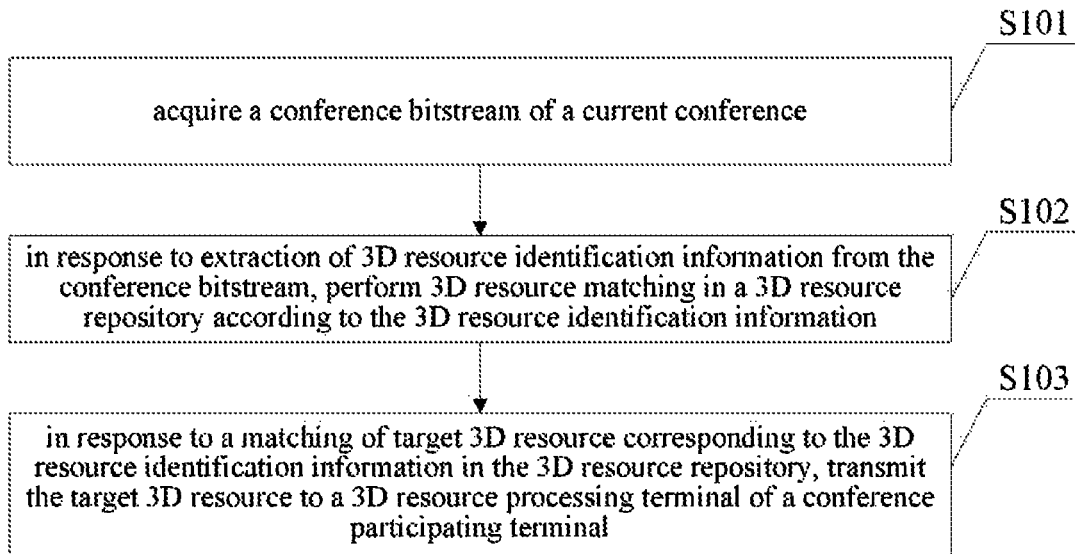 S101
acquire a conference bitstream of a current conference
S102
in response to extraction of 3D resource identification information from the
conference bitstream, perform 3D resource matching in a 3D resource
repository according to the 3D resource identification information
S103
in response to a matching of target 3D resource corresponding to the 3D
resource identification information in the 3D resource repository, transmit
the target 3D resource to a 3D resource processing terminal of a conference
participating terminal